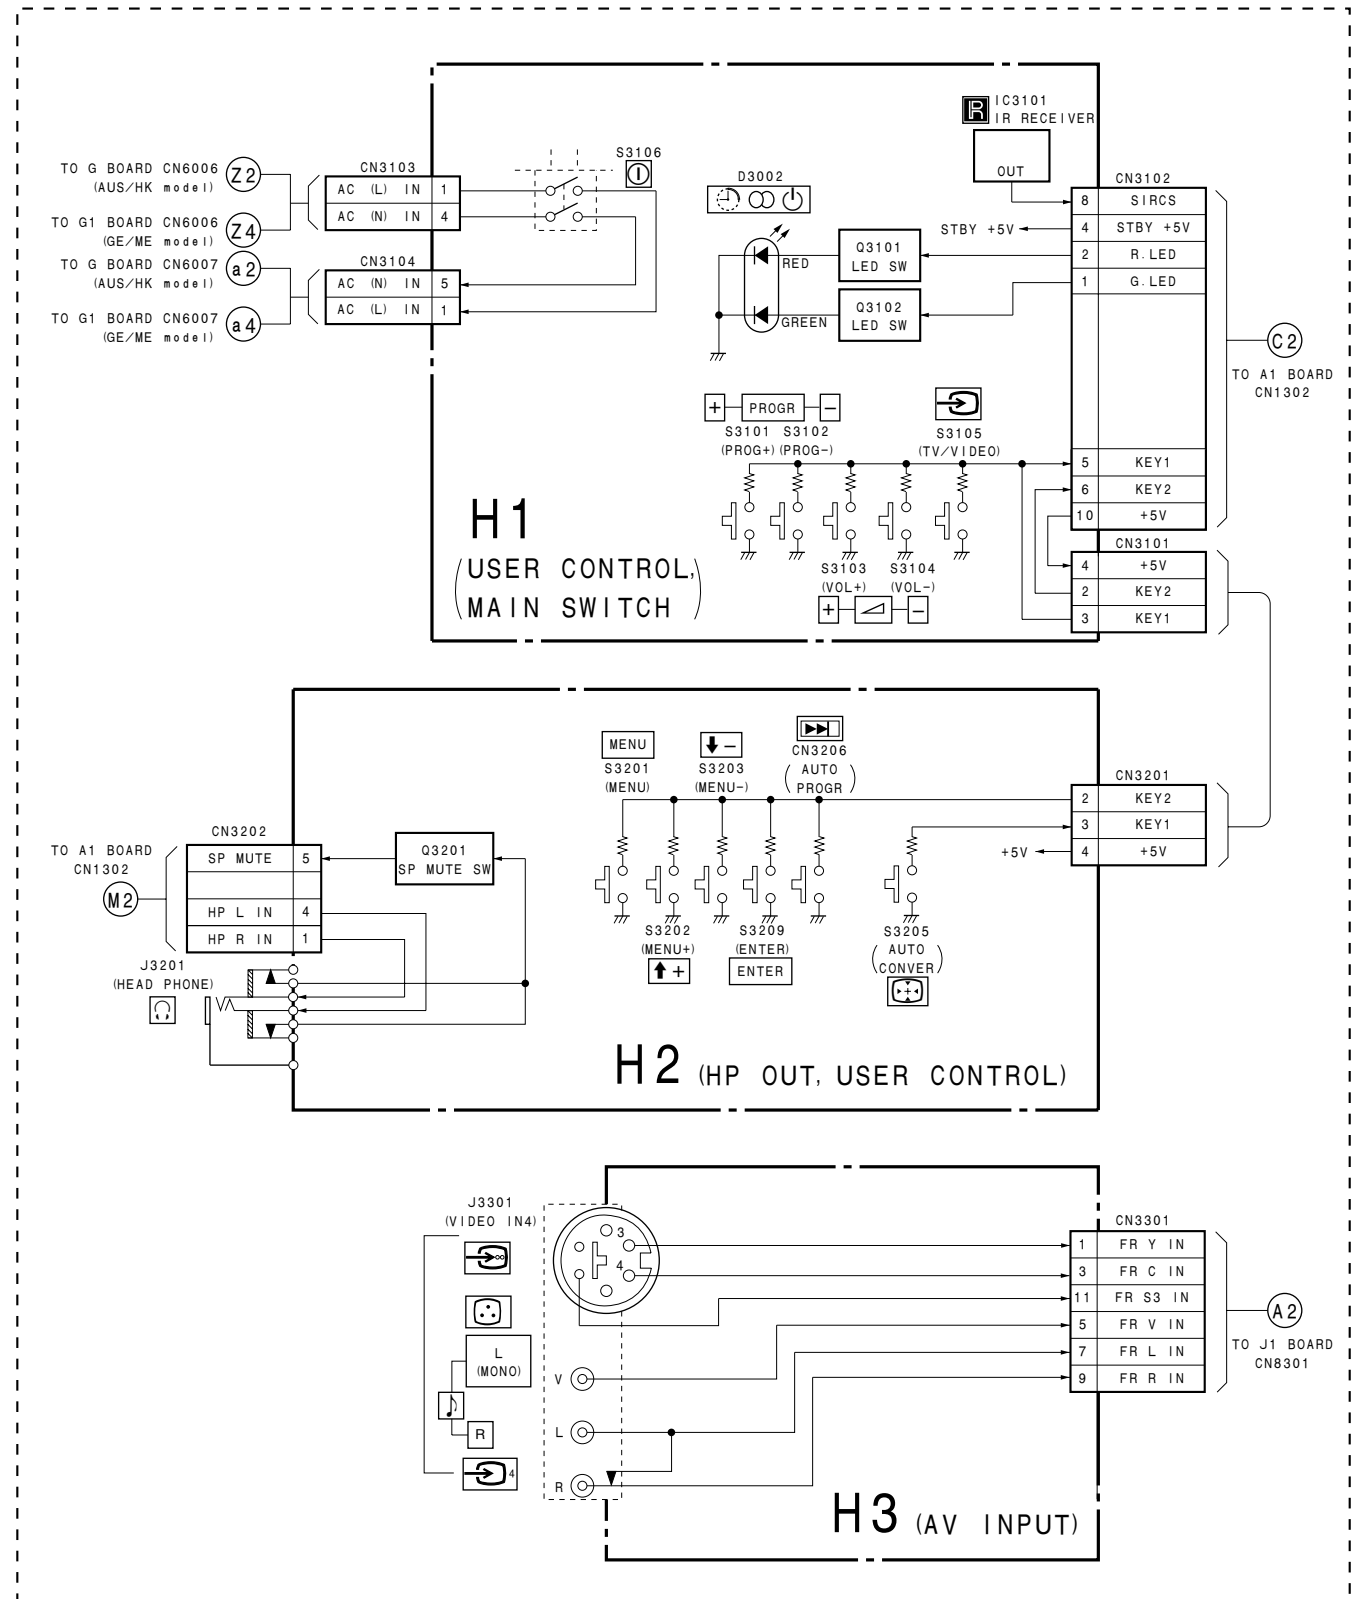 IC3101
IR RECEIVER
OUT
S3106
D3002
TO G BOARD CN6006
(AUS/HK model)
Z2
TO G1 BOARD CN6006
(GE/ME model)
Z4
TO G BOARD CN6007
(AUS/HK model)
a2
TO G1 BOARD CN6007
(GE/ME model)
a4
CN3103
AC (L) IN 1
AC (N) IN 4
CN3104
AC (N) IN 5
AC (L) IN 1
RED
GREEN
Q3101
LED SW
Q3102
LED SW
STBY +5V
CN3102
8 SIRCS
4 STBY +5V
2 R.LED
1 G.LED
5 KEY1
6 KEY2
10 +5V
C2
TO A1 BOARD
CN1302
+ PROGR −
S3101 S3102
(PROG+) (PROG−)
S3105
(TV/VIDEO)
S3103 S3104
(VOL+) (VOL−)
+ −
CN3101
4 +5V
2 KEY2
3 KEY1
H1
(USER CONTROL,
MAIN SWITCH)
MENU
S3201
(MENU)
−
S3203
(MENU−)
CN3206
(AUTO
PROGR)
CN3201
2 KEY2
3 KEY1
4 +5V
+5V
CN3202
SP MUTE 5
HP L IN 4
HP R IN 1
TO A1 BOARD
CN1302
M2
Q3201
SP MUTE SW
J3201
(HEAD PHONE)
S3202
(MENU+)
+
S3209
(ENTER)
ENTER
S3205
(AUTO
CONVER)
H2 (HP OUT, USER CONTROL)
J3301
(VIDEO IN4)
3
4
L
(MONO)
R
4
V
L
R
CN3301
1 FR Y IN
3 FR C IN
11 FR S3 IN
5 FR V IN
7 FR L IN
9 FR R IN
A2
TO J1 BOARD
CN8301
H3 (AV INPUT)